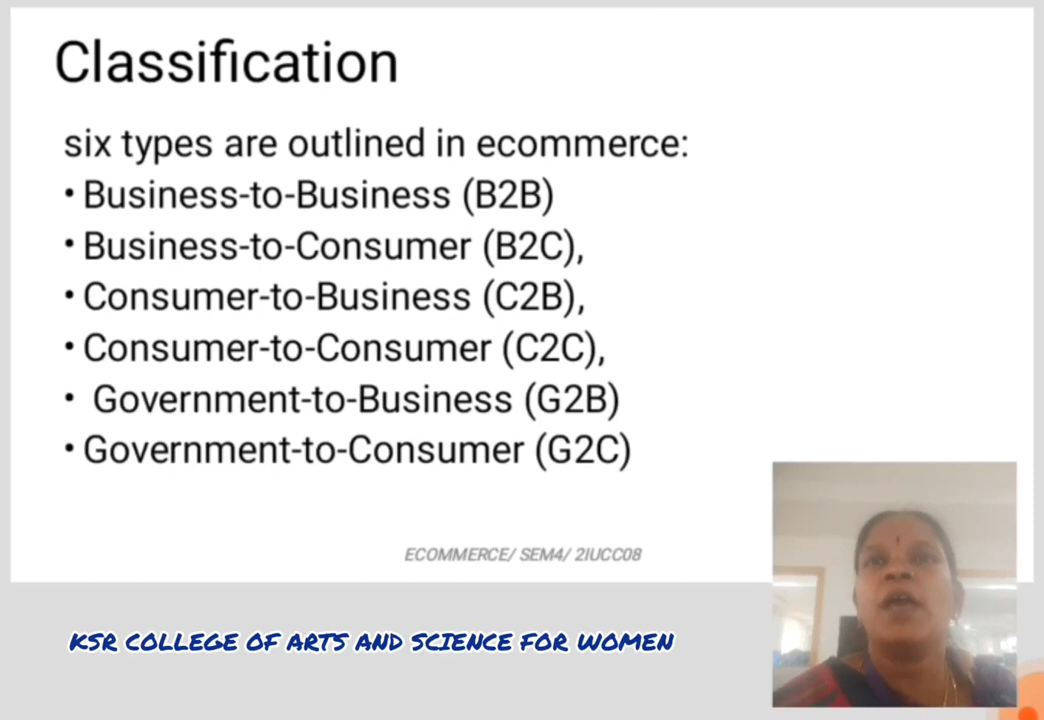 Classification
six types are outlined in ecommerce:
• Business-to-Business (B2B)
• Business-to-Consumer (B2C),
• Consumer-to-Business (C2B),
• Consumer-to-Consumer (C2C),
• Government-to-Business (G2B)
• Government-to-Consumer (G2C)
ECOMMERCE/ SEM4/ 21UCC08
KSR COLLEGE OF ARTS AND SCIENCE FOR WOMEN